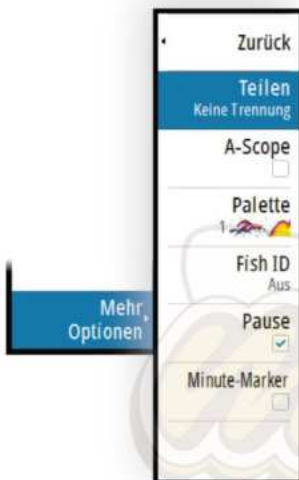 Zurück
Teilen
Keine Trennung
A-Scope
Palette
1
Fish ID
Aus
Pause
Minute-Marker
Mehr
Optionen